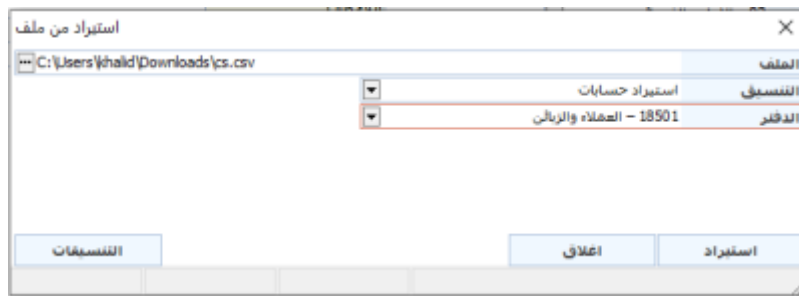 استيراد من ملف
الملف C:\Users\khalid\Downloads\cs.csv
التنسيق استيراد حسابات
الدفتر 18501 – العملاء والزبائن
استيراد اغلاق التنسيقات